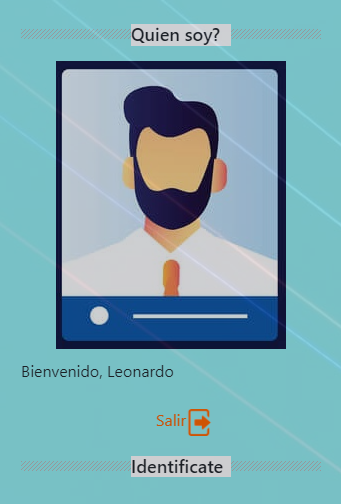 Quien soy?
Bienvenido, Leonardo
Salir
Identificate